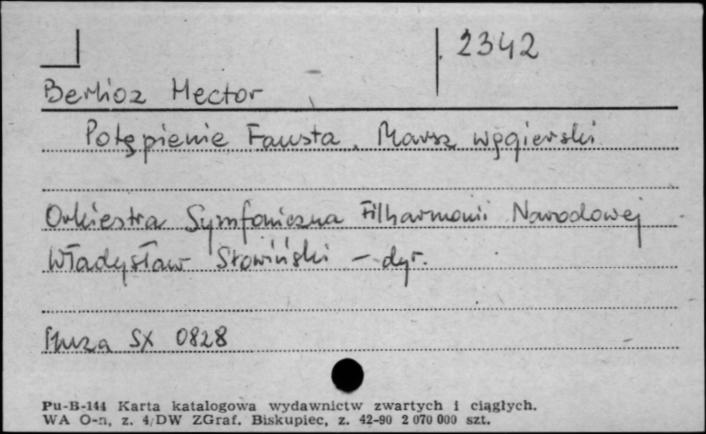 2342
Berlioz Hector
Potępienie Fausta. Marsz węgierski
Orkiestra Symfoniczna Filharmonii Narodowej
Władysław Słowiński - dyr.
Muza SX 0828
Pu-B-144 Karta katalogowa wydawnictw zwartych i ciągłych.
WA O-n, z. 4/DW ZGraf. Biskupiec, z. 42-90 2 070 000 szt.